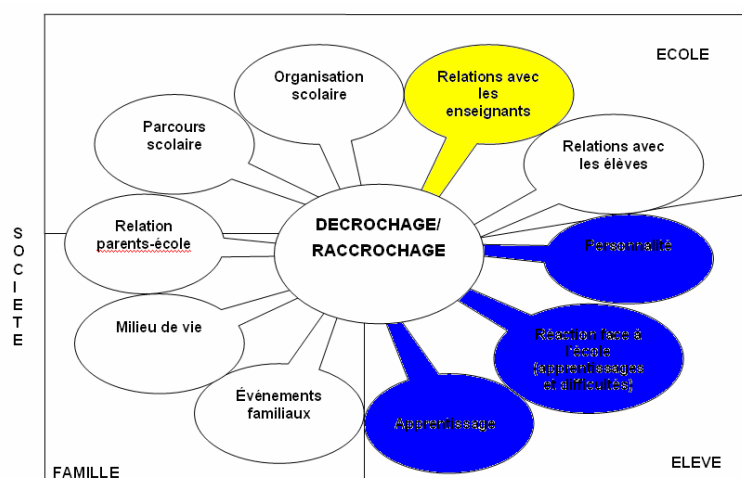 ECOLE
Organisation
scolaire
Relations avec
les
enseignants
Parcours
scolaire
Relations avec
les élèves
DECROCHAGE/
RACCROCHAGE
Relation
parents-école
Personnalité
SOCIETE
Milieu de vie
Réaction face à
l'école
(apprentissages
et difficultés)
Événements
familiaux
Apprentissage
FAMILLE
ELEVE